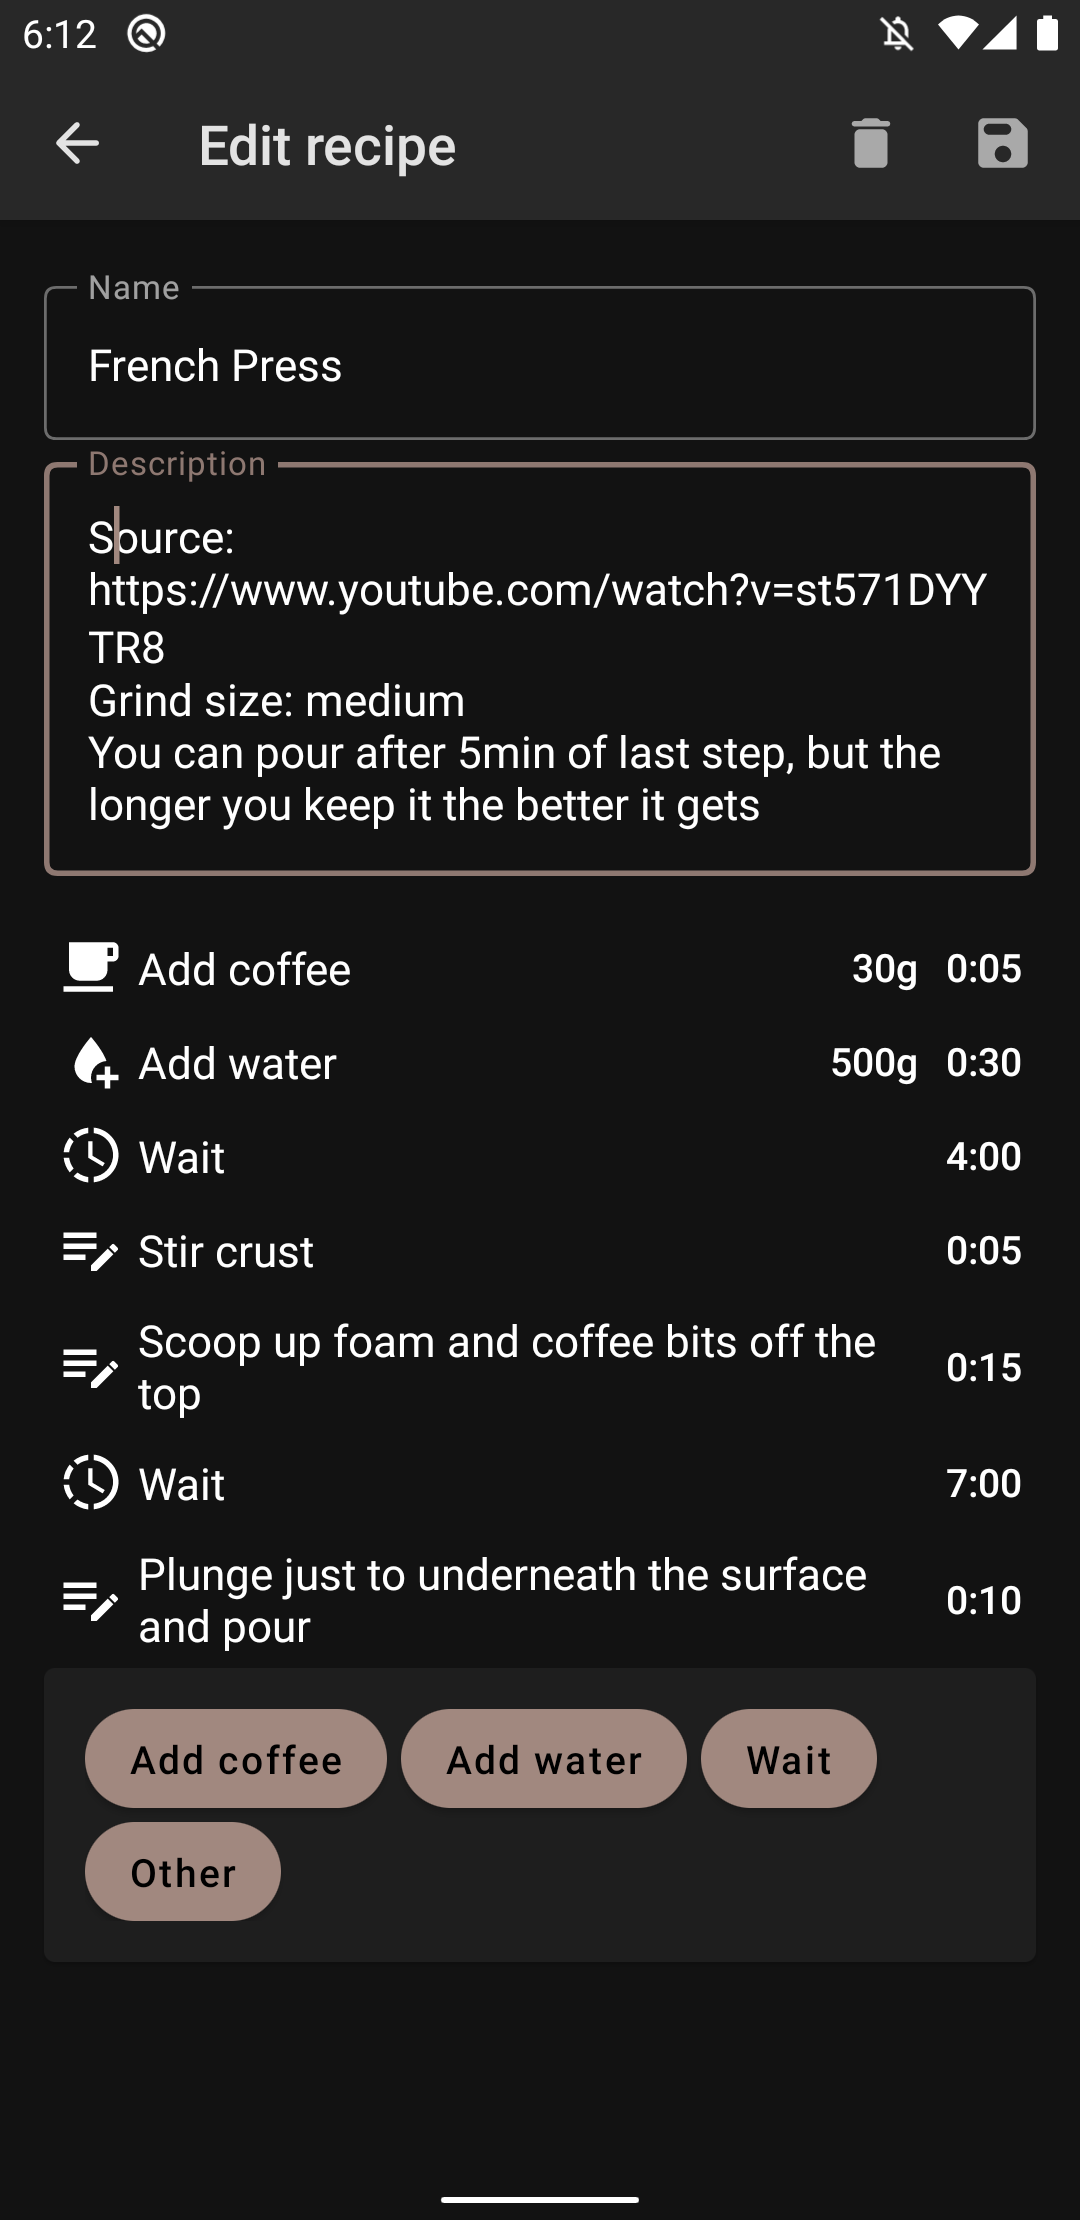 6:12
Edit recipe
Name
French Press
Description
Source:
https://www.youtube.com/watch?v=st571DYY
TR8
Grind size: medium
You can pour after 5min of last step, but the
longer you keep it the better it gets
Add coffee 30g 0:05
Add water 500g 0:30
Wait 4:00
Stir crust 0:05
Scoop up foam and coffee bits off the
top 0:15
Wait 7:00
Plunge just to underneath the surface
and pour 0:10
Add coffee Add water Wait
Other